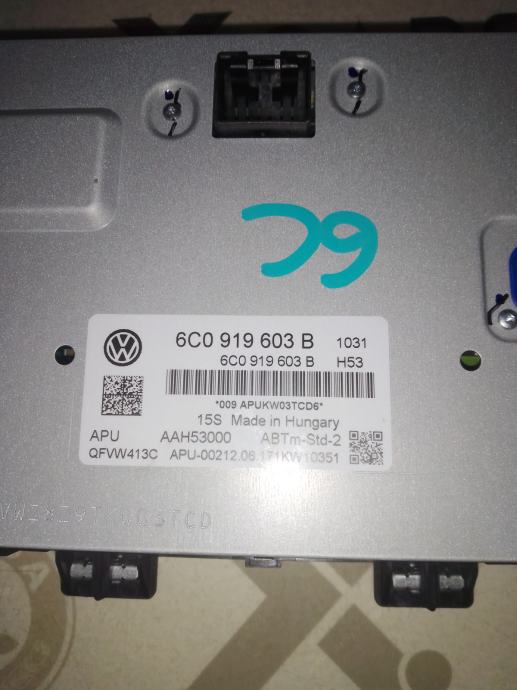 6C
6C0 919 603 B 1031
6C0 919 603 B H53
*009 APUKW03TCD6*
15S Made in Hungary
APU AAH53000 ABTm-Std-2
QFVW413C APU-00212.06.171KW10351